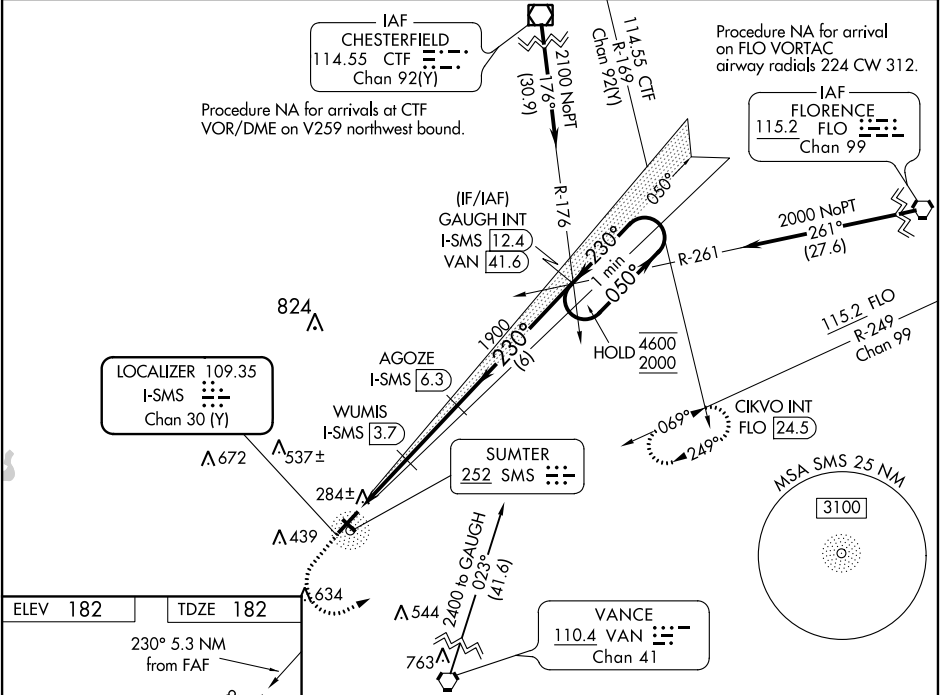 IAF
CHESTERFIELD
114.55 CTF
Chan 92(Y)
Procedure NA for arrivals at CTF
VOR/DME on V259 northwest bound.
2100 NoPT
176°
(30.9)
R-176
114.55 CTF
R-169
Chan 92(Y)
Procedure NA for arrival
on FLO VORTAC
airway radials 224 CW 312.
IAF
FLORENCE
115.2 FLO
Chan 99
2000 NoPT
261°
(27.6)
R-261
050°
(IF/IAF)
GAUGH INT
I-SMS 12.4
VAN 41.6
230°
1 min
050°
HOLD 4600
2000
115.2 FLO
R-249
Chan 99
824
1900
230°
(6)
AGOZE
I-SMS 6.3
LOCALIZER 109.35
I-SMS
Chan 30 (Y)
WUMIS
I-SMS 3.7
069°
249°
CIKVO INT
FLO 24.5
672
537±
SUMTER
252 SMS
MSA SMS 25 NM
3100
284±
439
634
544
763
2400 to GAUGH
023°
(41.6)
VANCE
110.4 VAN
Chan 41
ELEV 182
TDZE 182
230° 5.3 NM
from FAF